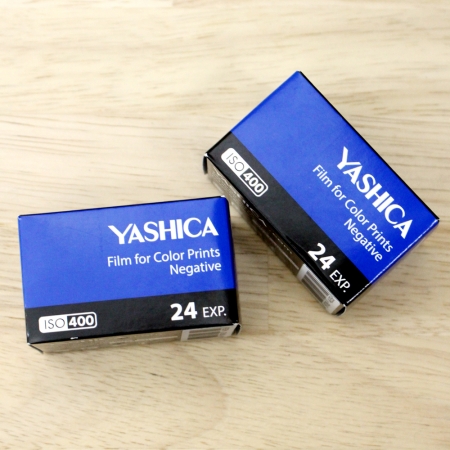 YASHICA
Film for Color Prints
Negative
ISO 400
24 EXP.
YASHICA
Film for Color Prints
Negative
ISO 400
24 EXP.